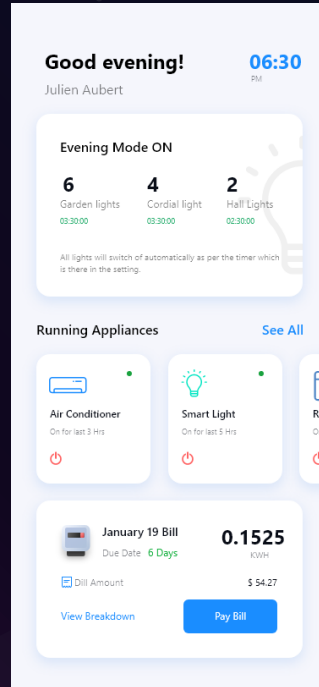 Good evening!
06:30
Julien Aubert
PM
Evening Mode ON
6 4 2
Garden lights Cordial light Hall Lights
03:30:00 03:30:00 02:30:00
All lights will switch of automatically as per the timer which
is there in the setting.
Running Appliances See All
Air Conditioner Smart Light
On for last 3 Hrs On for last 5 Hrs
January 19 Bill 0.1525
Due Date 6 Days KWH
Dill Amount $ 54.27
View Breakdown Pay Bill